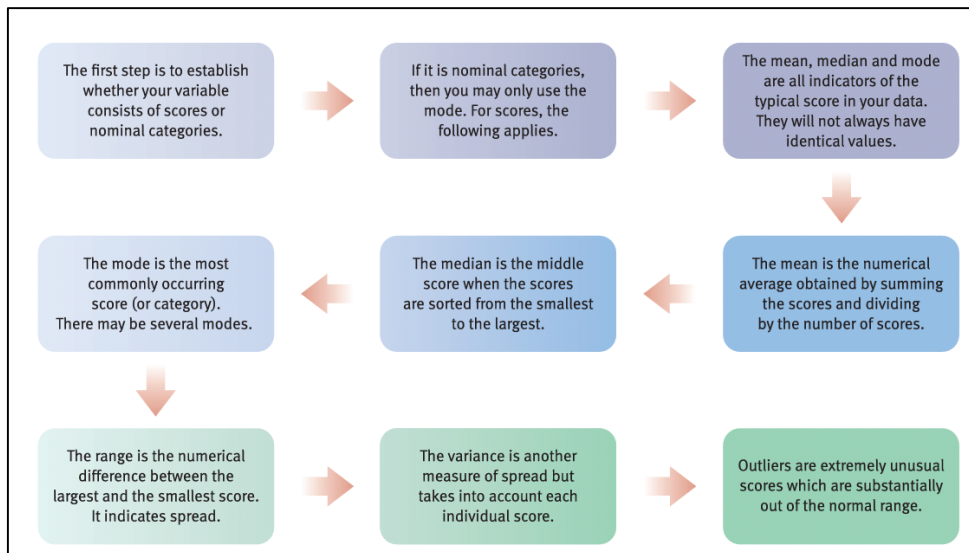 The first step is to establish
whether your variable
consists of scores or
nominal categories.
If it is nominal categories,
then you may only use the
mode. For scores, the
following applies.
The mean, median and mode
are all indicators of the
typical score in your data.
They will not always have
identical values.
The mean is the numerical
average obtained by summing
the scores and dividing
by the number of scores.
The median is the middle
score when the scores
are sorted from the smallest
to the largest.
The mode is the most
commonly occurring
score (or category).
There may be several modes.
The range is the numerical
difference between the
largest and the smallest score.
It indicates spread.
The variance is another
measure of spread but
takes into account each
individual score.
Outliers are extremely unusual
scores which are substantially
out of the normal range.